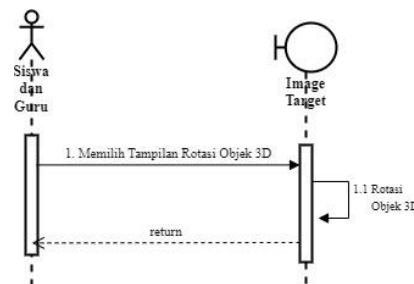 Siswa
dan
Guru
Image
Target
1. Memilih Tampilan Rotasi Objek 3D
1.1 Rotasi
Objek 3D
return